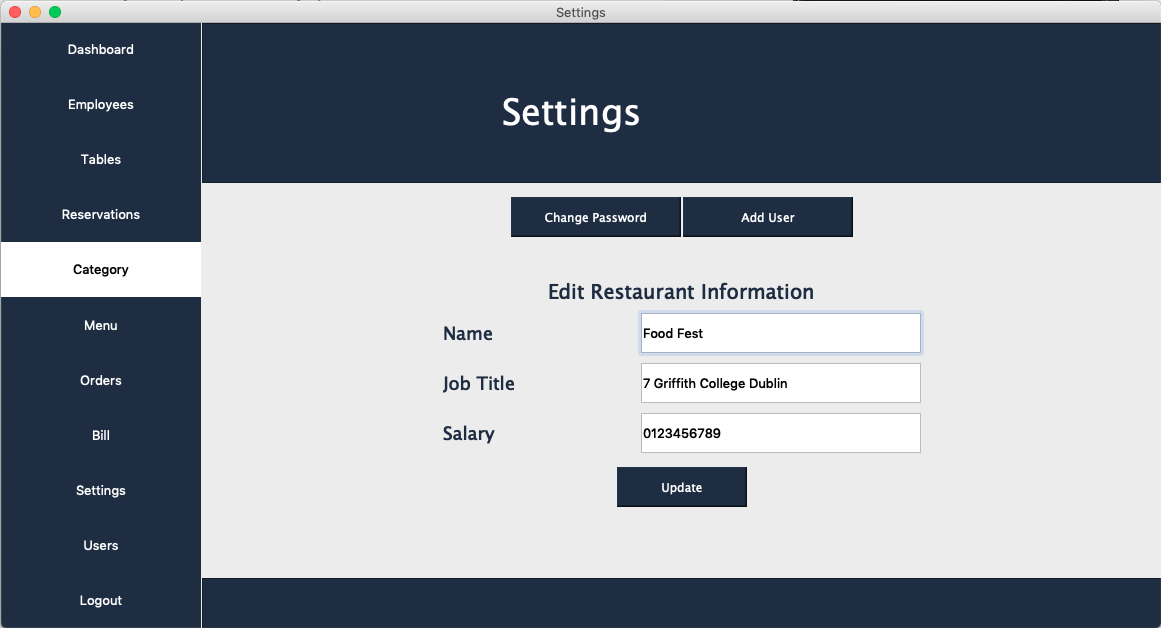 Settings
Dashboard
Employees
Tables
Reservations
Category
Menu
Orders
Bill
Settings
Users
Logout
Settings
Change Password Add User
Edit Restaurant Information
Name Food Fest
Job Title 7 Griffith College Dublin
Salary 0123456789
Update